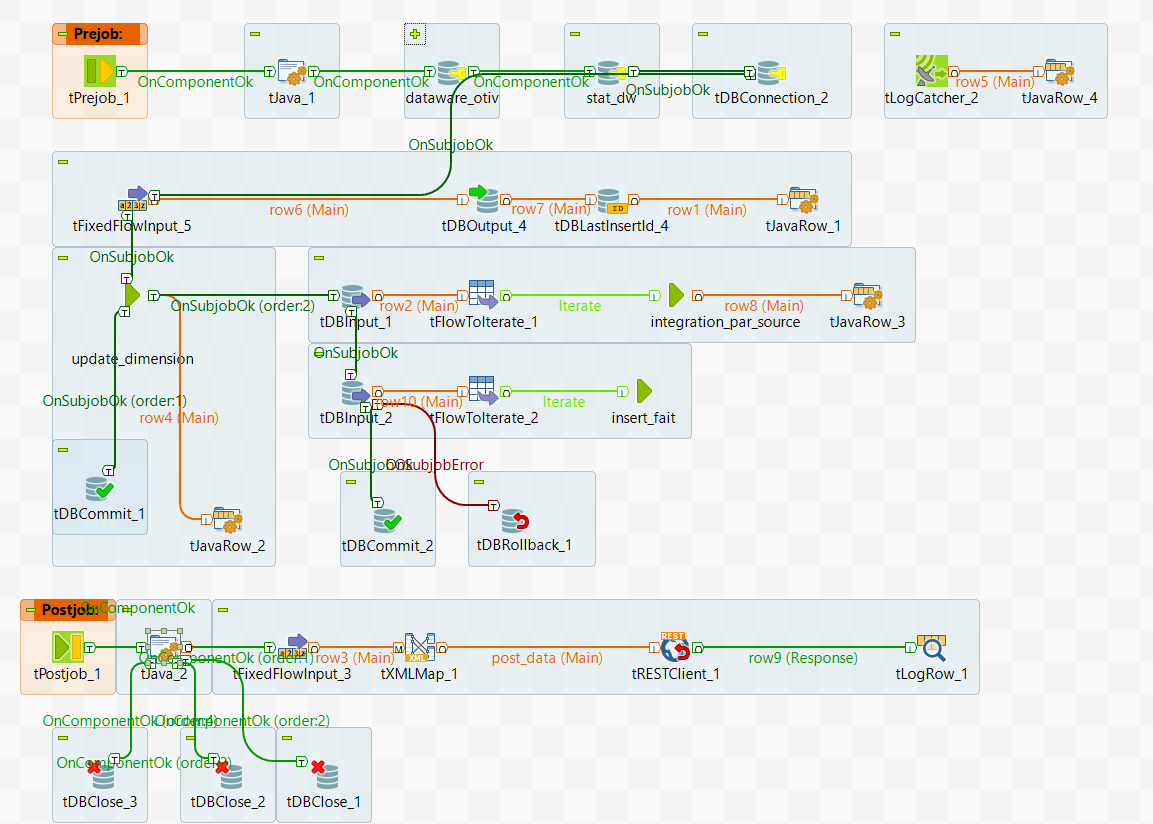 Prejob:
OnComponentOk
OnComponentOk
OnComponentOk
OnSubjobOk
row5 (Main)
tPrejob_1
tJava_1
dataware_otiv
stat_dw
tDBConnection_2
tLogCatcher_2
tJavaRow_4
OnSubjobOk
row6 (Main)
row7 (Main)
row1 (Main)
tFixedFlowInput_5
tDBOutput_4
tDBLastInsertId_4
tJavaRow_1
OnSubjobOk
OnSubjobOk (order:2)
row2 (Main)
Iterate
row8 (Main)
tDBInput_1
tFlowToIterate_1
integration_par_source
tJavaRow_3
OnSubjobOk
update_dimension
OnSubjobOk (order:1)
row10 (Main)
Iterate
row4 (Main)
tDBInput_2
tFlowToIterate_2
insert_fait
OnSubjobOk
OnSubjobError
tDBCommit_1
tJavaRow_2
tDBCommit_2
tDBRollback_1
Postjob:
OnComponentOk
OnComponentOk (order:1)
row3 (Main)
post_data (Main)
row9 (Response)
tPostjob_1
tJava_2
tFixedFlowInput_3
tXMLMap_1
tRESTClient_1
tLogRow_1
OnComponentOk (order:4)
OnComponentOk (order:2)
OnComponentOk (order:3)
tDBClose_3
tDBClose_2
tDBClose_1